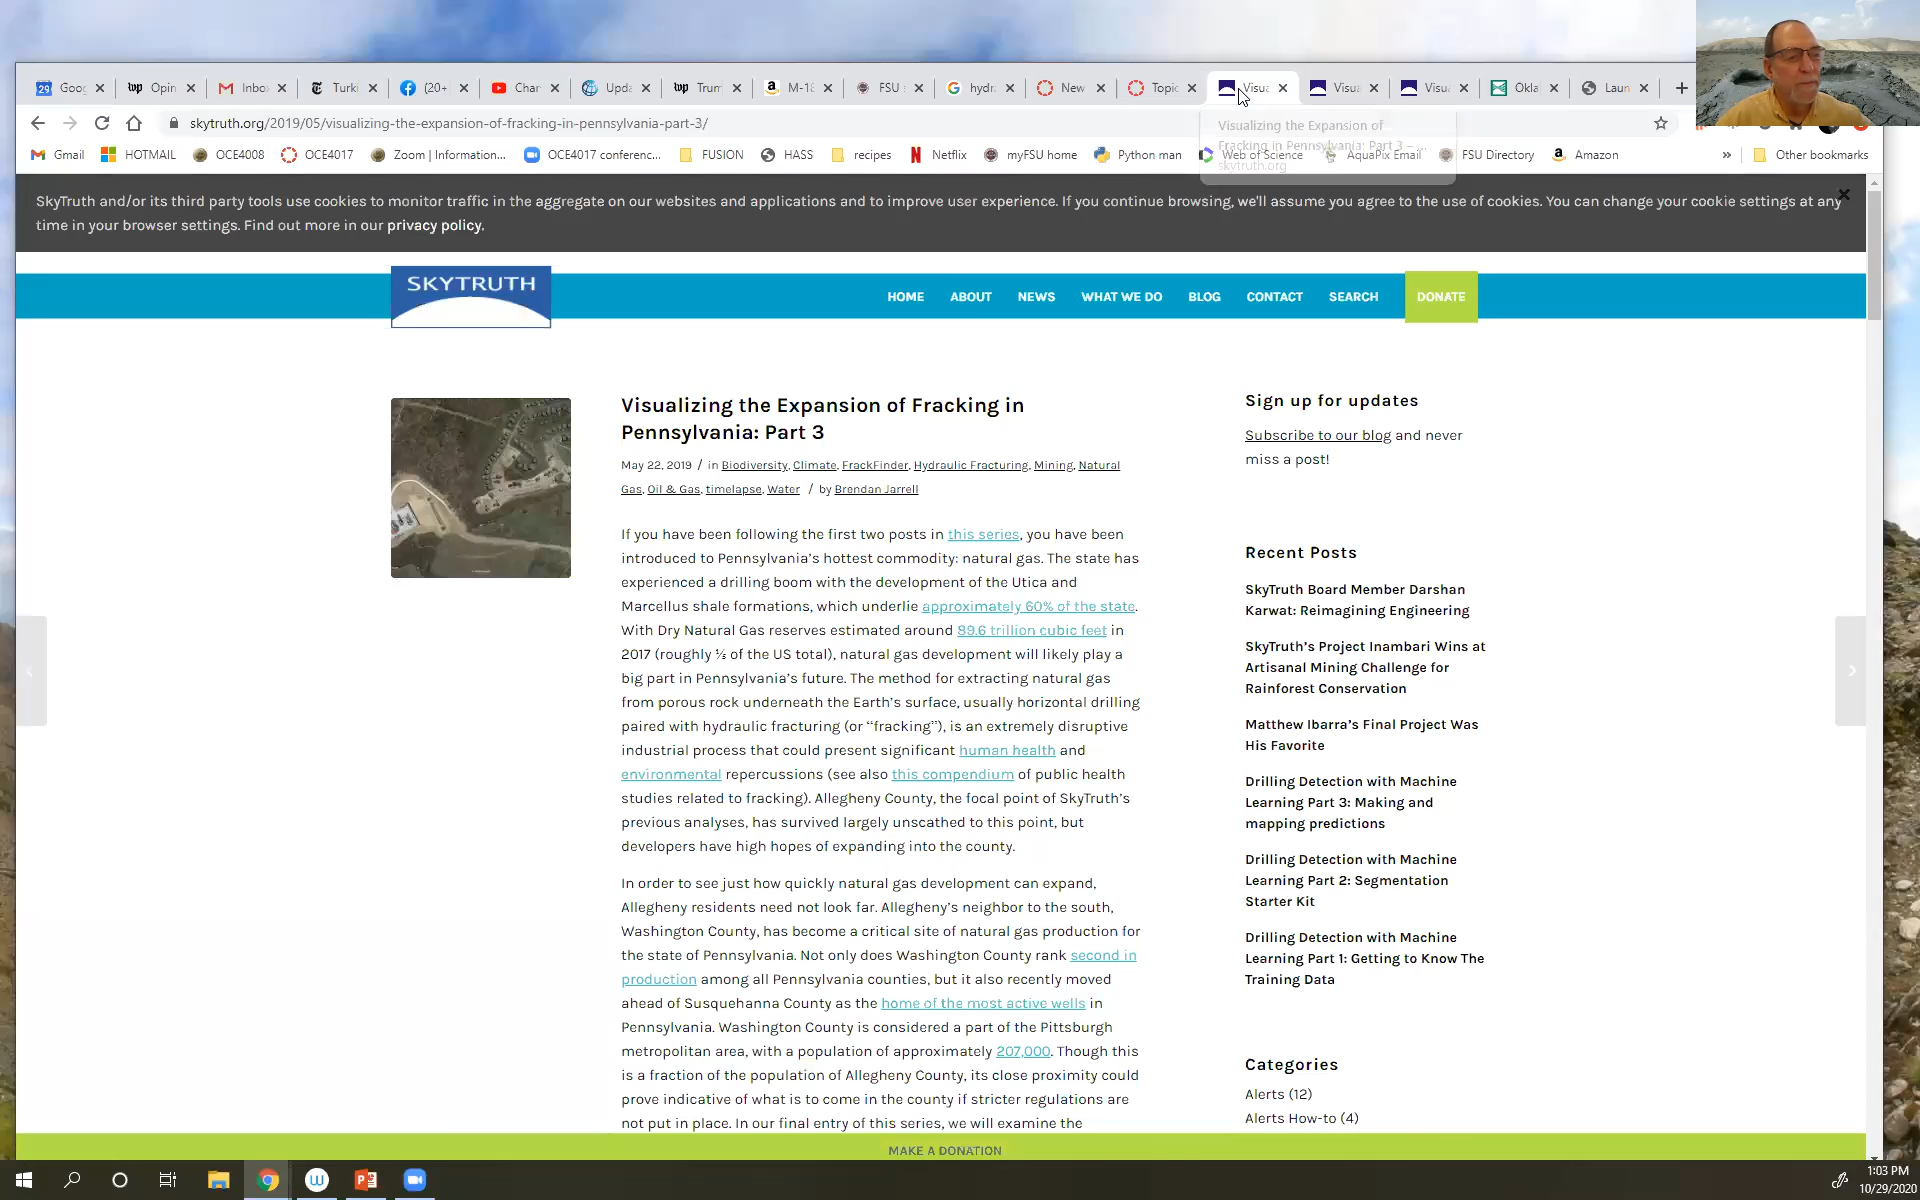 29 Goo
Opin
Inbo
Turki
(20+
Char
Upda
Trum
M-18
FSU
hydr
New
Topic
Visua
Visua
Visua
Okla
Laun
skytruth.org/2019/05/visualizing-the-expansion-of-fracking-in-pennsylvania-part-3/
Visualizing the Expansion of
Fracking in Pennsylvania: Part 3 – ...
skytruth.org
Gmail
HOTMAIL
OCE4008
OCE4017
Zoom | Information...
OCE4017 conferenc...
FUSION
HASS
recipes
Netflix
myFSU home
Python man
Web of Science
AquaPix Email
FSU Directory
Amazon
»
Other bookmarks
SkyTruth and/or its third party tools use cookies to monitor traffic in the aggregate on our websites and applications and to improve user experience. If you continue browsing, we'll assume you agree to the use of cookies. You can change your cookie settings at any
time in your browser settings. Find out more in our privacy policy.
SKYTRUTH
HOME ABOUT NEWS WHAT WE DO BLOG CONTACT SEARCH DONATE
Visualizing the Expansion of Fracking in
Pennsylvania: Part 3
May 22, 2019 / in Biodiversity, Climate, FrackFinder, Hydraulic Fracturing, Mining, Natural
Gas, Oil & Gas, timelapse, Water / by Brendan Jarrell
If you have been following the first two posts in this series, you have been
introduced to Pennsylvania's hottest commodity: natural gas. The state has
experienced a drilling boom with the development of the Utica and
Marcellus shale formations, which underlie approximately 60% of the state.
With Dry Natural Gas reserves estimated around 89.6 trillion cubic feet in
2017 (roughly ⅕ of the US total), natural gas development will likely play a
big part in Pennsylvania's future. The method for extracting natural gas
from porous rock underneath the Earth's surface, usually horizontal drilling
paired with hydraulic fracturing (or “fracking”), is an extremely disruptive
industrial process that could present significant human health and
environmental repercussions (see also this compendium of public health
studies related to fracking). Allegheny County, the focal point of SkyTruth's
previous analyses, has survived largely unscathed to this point, but
developers have high hopes of expanding into the county.
In order to see just how quickly natural gas development can expand,
Allegheny residents need not look far. Allegheny's neighbor to the south,
Washington County, has become a critical site of natural gas production for
the state of Pennsylvania. Not only does Washington County rank second in
production among all Pennsylvania counties, but it also recently moved
ahead of Susquehanna County as the home of the most active wells in
Pennsylvania. Washington County is considered a part of the Pittsburgh
metropolitan area, with a population of approximately 207,000. Though this
is a fraction of the population of Allegheny County, its close proximity could
prove indicative of what is to come in the county if stricter regulations are
not put in place. In our final entry of this series, we will examine the
Sign up for updates
Subscribe to our blog and never
miss a post!
Recent Posts
SkyTruth Board Member Darshan
Karwat: Reimagining Engineering
SkyTruth's Project Inambari Wins at
Artisanal Mining Challenge for
Rainforest Conservation
Matthew Ibarra's Final Project Was
His Favorite
Drilling Detection with Machine
Learning Part 3: Making and
mapping predictions
Drilling Detection with Machine
Learning Part 2: Segmentation
Starter Kit
Drilling Detection with Machine
Learning Part 1: Getting to Know The
Training Data
Categories
Alerts (12)
Alerts How-to (4)
MAKE A DONATION
1:03 PM
10/29/2020